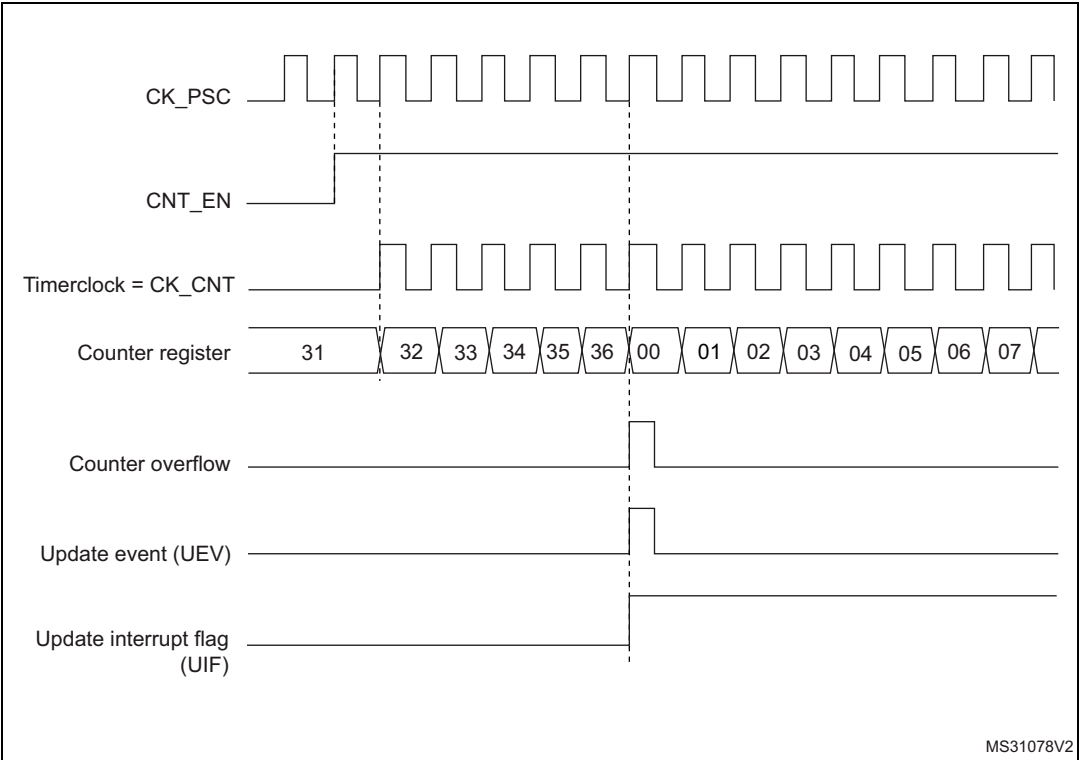 CK_PSC
CNT_EN
Timerclock = CK_CNT
Counter register 31 32 33 34 35 36 00 01 02 03 04 05 06 07
Counter overflow
Update event (UEV)
Update interrupt flag
(UIF)
MS31078V2